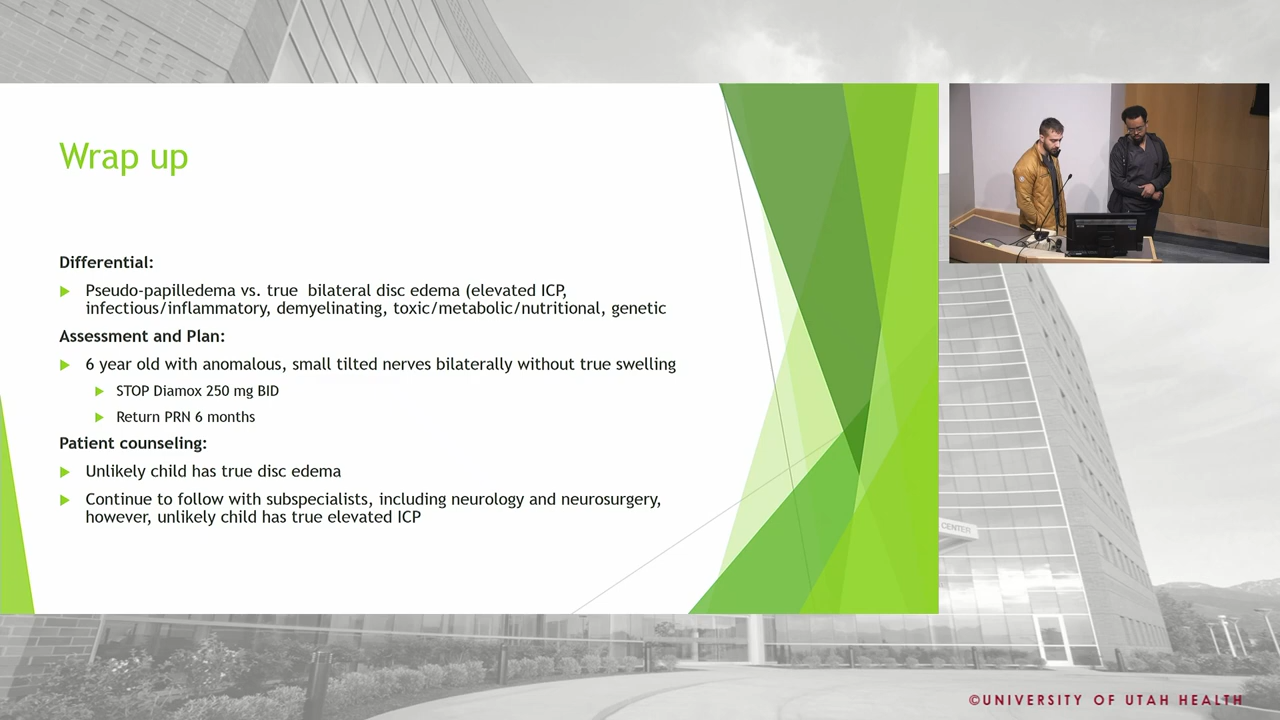 Wrap up
Differential:
Pseudo-papilledema vs. true bilateral disc edema (elevated ICP,
infectious/inflammatory, demyelinating, toxic/metabolic/nutritional, genetic
Assessment and Plan:
6 year old with anomalous, small tilted nerves bilaterally without true swelling
STOP Diamox 250 mg BID
Return PRN 6 months
Patient counseling:
Unlikely child has true disc edema
Continue to follow with subspecialists, including neurology and neurosurgery,
however, unlikely child has true elevated ICP
CENTER
©UNIVERSITY OF UTAH HEALTH